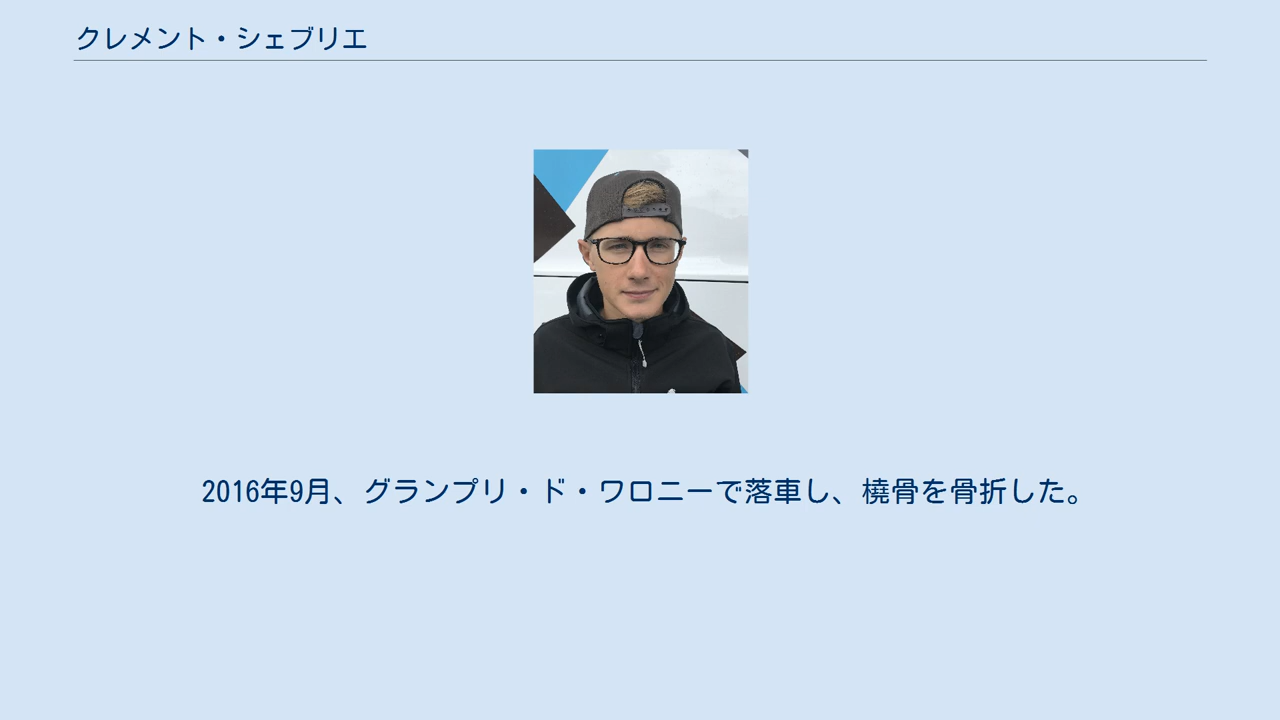 クレメント・シェブリエ
2016年9月、グランプリ・ド・ワロニーで落車し、橈骨を骨折した。